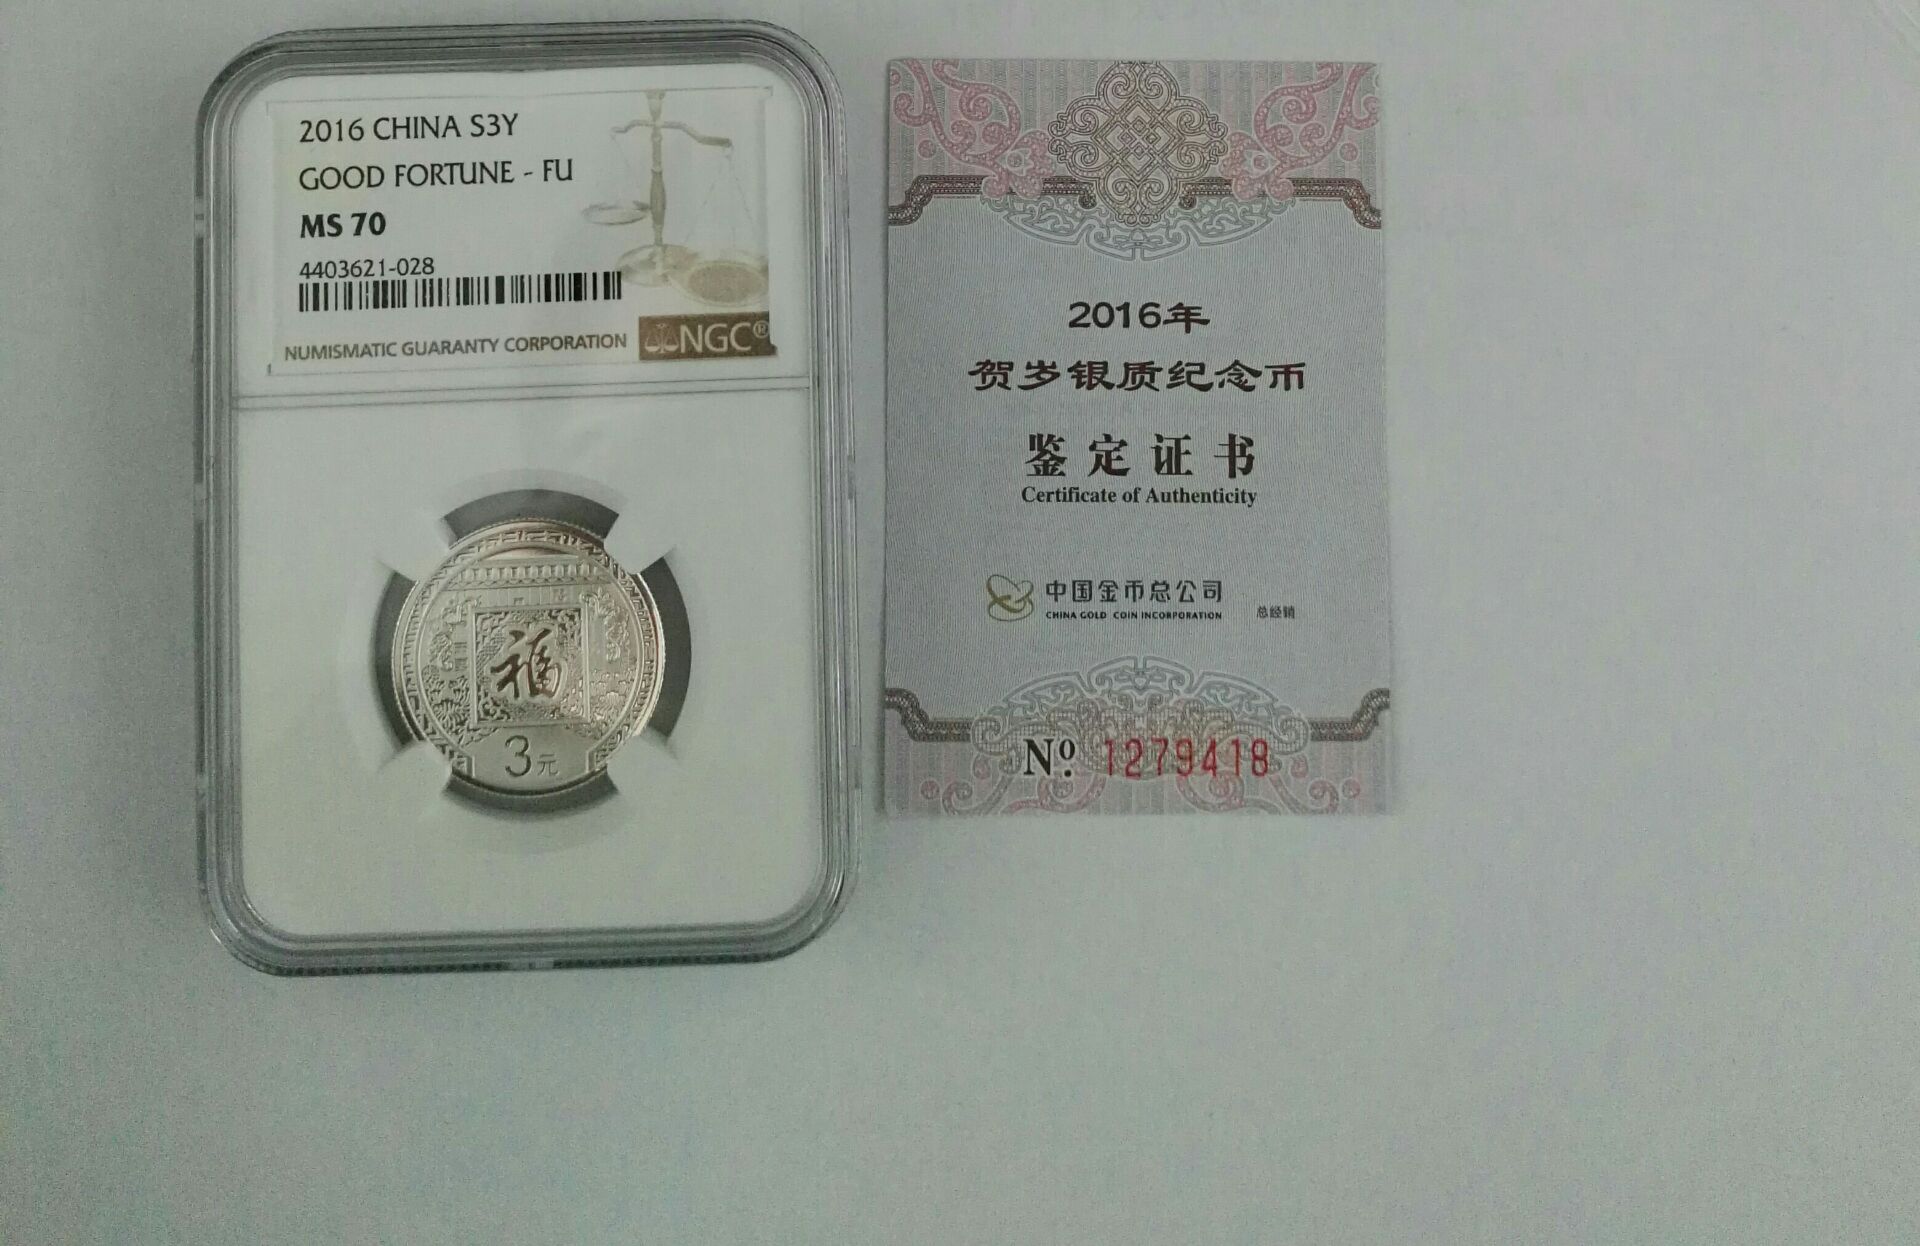 2016 CHINA S3Y
GOOD FORTUNE - FU
MS 70
4403621-028
NUMISMATIC GUARANTY CORPORATION NGC®
福
3元
2016年
贺岁银质纪念币
鉴定证书
Certificate of Authenticity
中国金币总公司
CHINA GOLD COIN INCORPORATION 总经销
Nº. 1279418